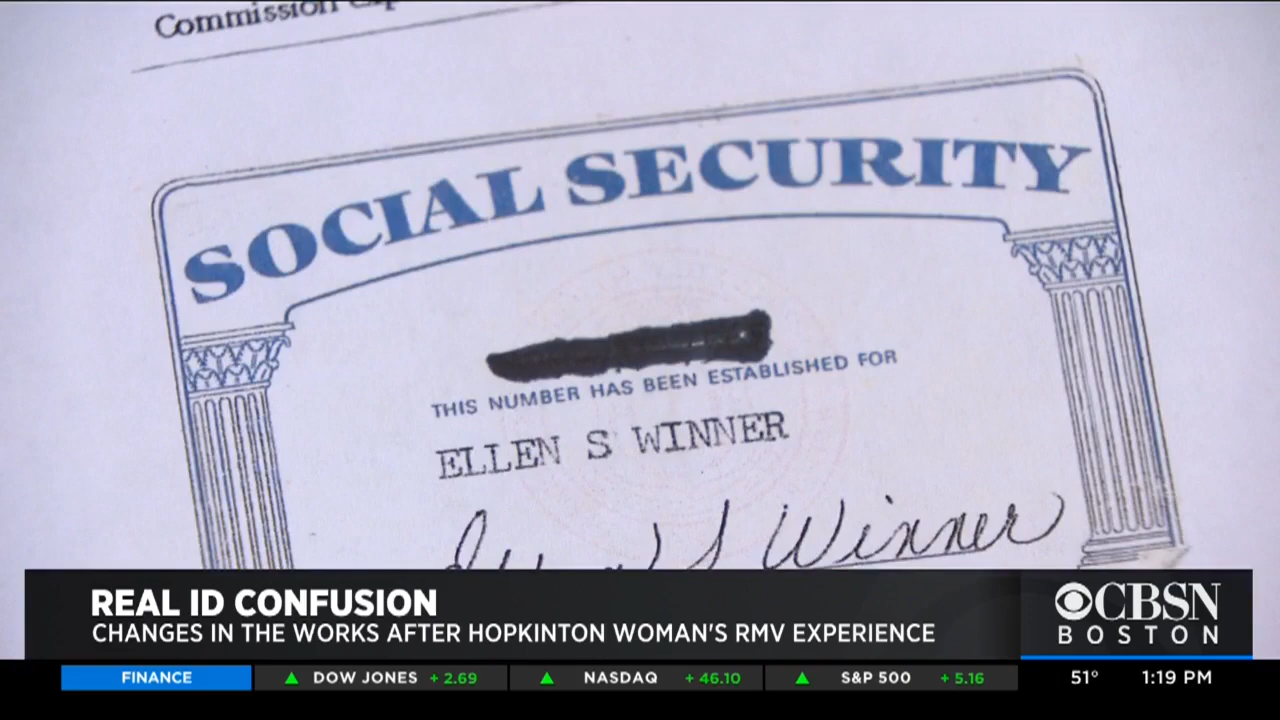 Commission
SOCIAL SECURITY
THIS NUMBER HAS BEEN ESTABLISHED FOR
ELLEN S WINNER
S Winner
REAL ID CONFUSION
CHANGES IN THE WORKS AFTER HOPKINTON WOMAN'S RMV EXPERIENCE
CBSN
BOSTON
FINANCE ▲ DOW JONES + 2.69 ▲ NASDAQ + 46.10 ▲ S&P 500 + 5.16 51° 1:19 PM